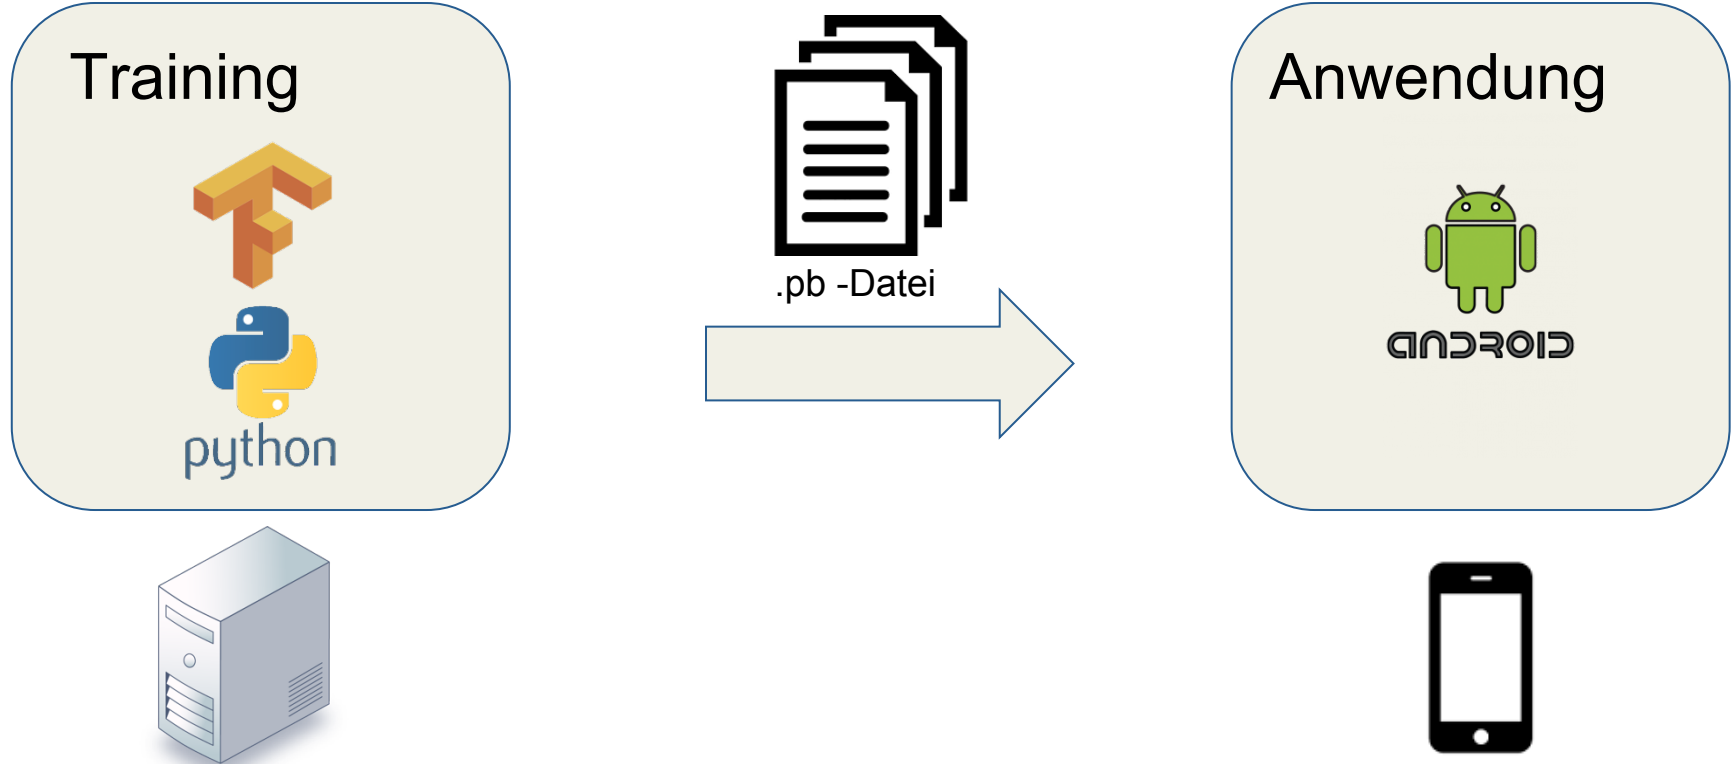 Training
python
.pb -Datei
Anwendung
ANDROID